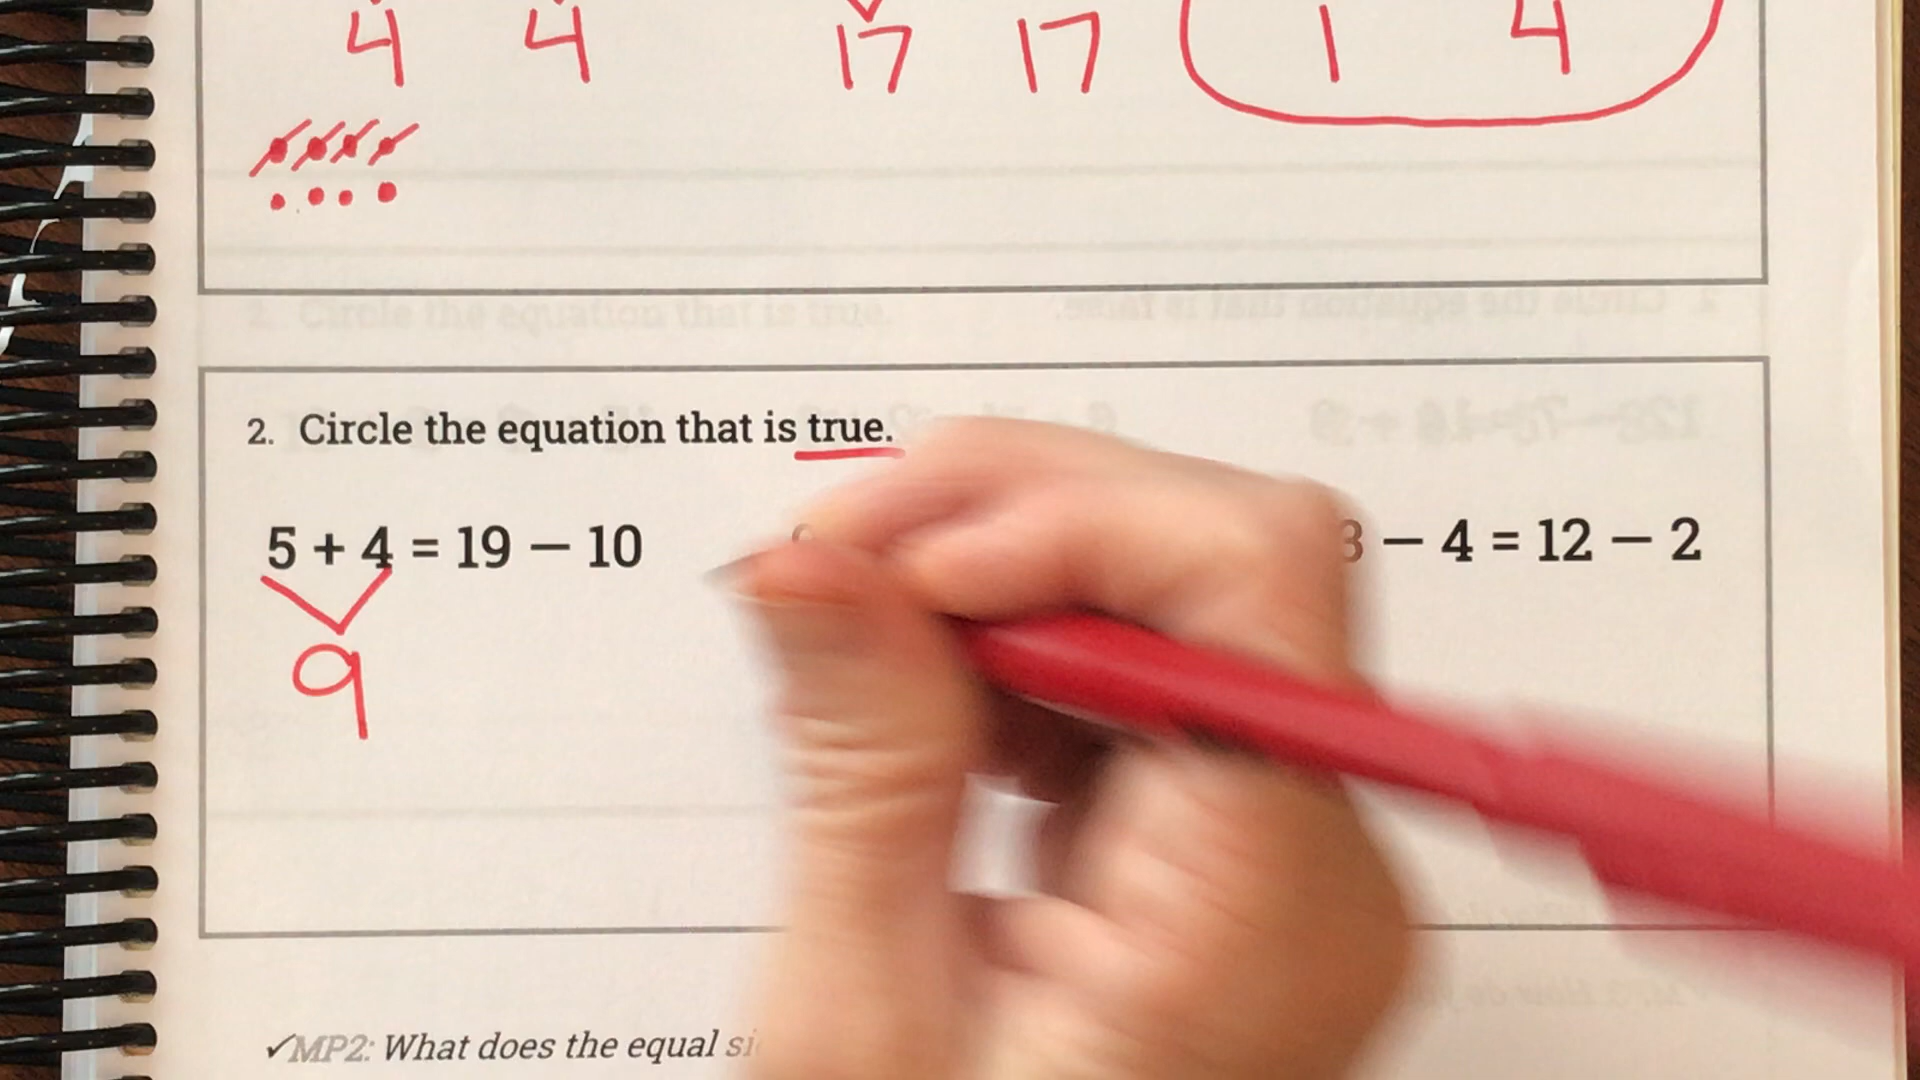 4 4 17 17 1 4
2. Circle the equation that is true.
5 + 4 = 19 – 10 – 4 = 12 – 2
9
✓MP2: What does the equal